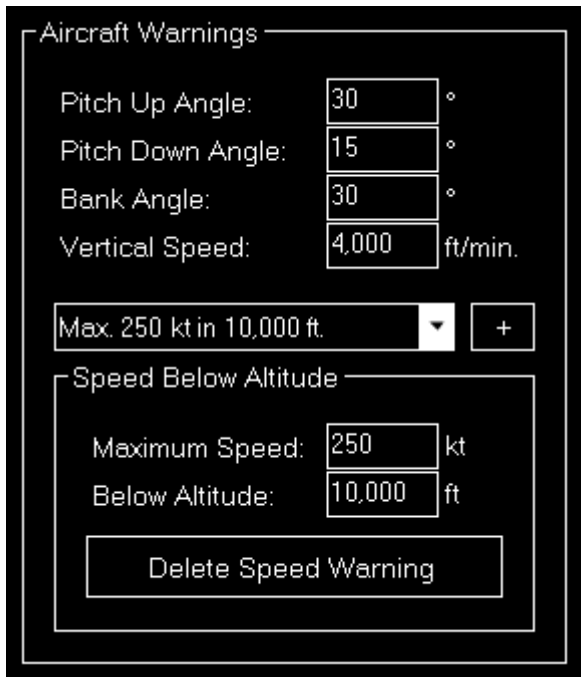 Aircraft Warnings
Pitch Up Angle: 30 °
Pitch Down Angle: 15 °
Bank Angle: 30 °
Vertical Speed: 4,000 ft/min.
Max. 250 kt in 10,000 ft. +
Speed Below Altitude
Maximum Speed: 250 kt
Below Altitude: 10,000 ft
Delete Speed Warning